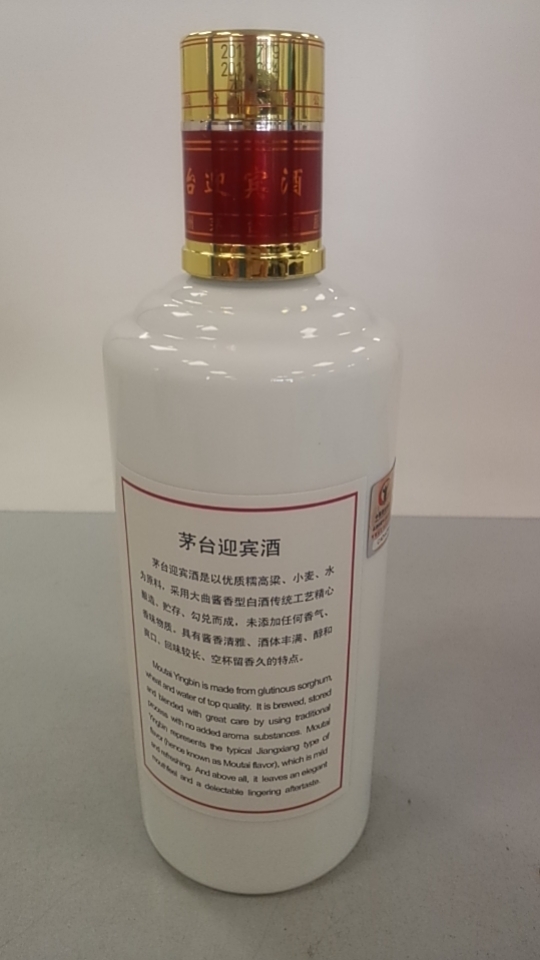 台迎宾酒
茅台迎宾酒
茅台迎宾酒是以优质糯高粱、小麦、水
为原料，采用大曲酱香型白酒传统工艺精心
酿造、贮存、勾兑而成，未添加任何香气、
香味物质。具有酱香清雅、酒体丰满、醇和
爽口、回味较长、空杯留香久的特点。
Moutai Yingbin is made from glutinous sorghum,
wheat and water of top quality. It is brewed, stored
and blended with great care by using traditional
process with no added aroma substances. Moutai
Yingbin represents the typical Jiangxiang type of
flavor (hence known as Moutai flavor), which is mild
and refreshing. And above all, it leaves an elegant
mouthfeel and a delectable lingering aftertaste.